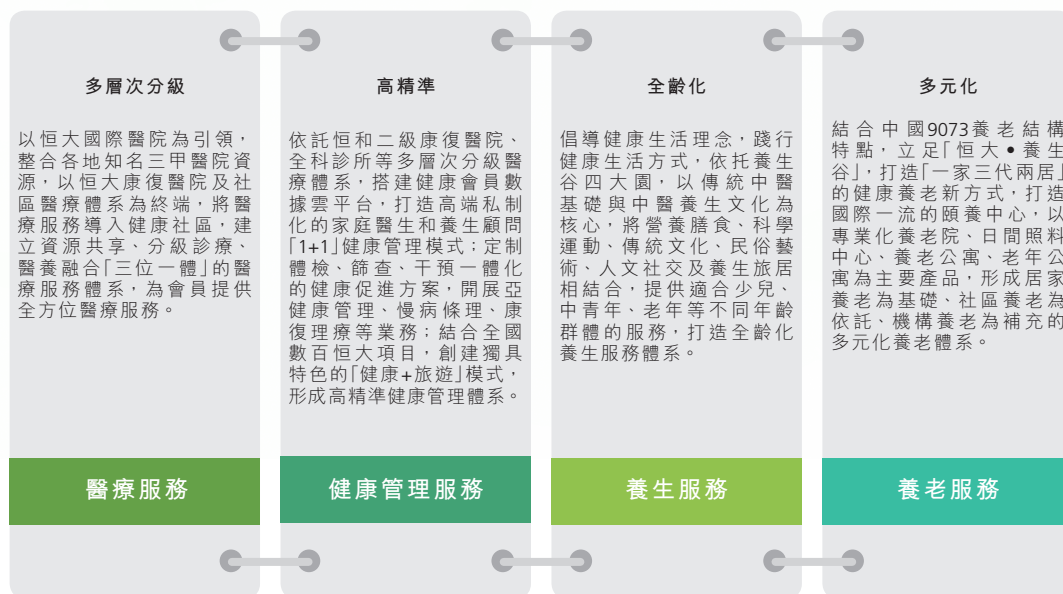 多層次分級
以恒大國際醫院為引領，
整合各地知名三甲醫院資
源，以恒大康復醫院及社
區醫療體系為終端，將醫
療服務導入健康社區，建
立資源共享、分級診療、
醫養融合「三位一體」的醫
療服務體系，為會員提供
全方位醫療服務。
醫療服務
高精準
依託恒和二級康復醫院、
全科診所等多層次分級醫
療體系，搭建健康會員數
據雲平台，打造高端私制
化的家庭醫生和養生顧問
「1+1」健康管理模式；定制
體檢、篩查、干預一體化
的健康促進方案，開展亞
健康管理、慢病條理、康
復理療等業務；結合全國
數百恒大項目，創建獨具
特色的「健康+旅遊」模式，
形成高精準健康管理體系。
健康管理服務
全齡化
倡導健康生活理念，踐行
健康生活方式，依托養生
谷四大園，以傳統中醫
基礎與中醫養生文化為
核心，將營養膳食、科學
運動、傳統文化、民俗藝
術、人文社交及養生旅居
相結合，提供適合少兒、
中青年、老年等不同年齡
群體的服務，打造全齡化
養生服務體系。
養生服務
多元化
結合中國9073養老結構
特點，立足「恒大•養生
谷」，打造「一家三代兩居」
的健康養老新方式，打造
國際一流的頤養中心，以
專業化養老院、日間照料
中心、養老公寓、老年公
寓為主要產品，形成居家
養老為基礎、社區養老為
依託、機構養老為補充的
多元化養老體系。
養老服務